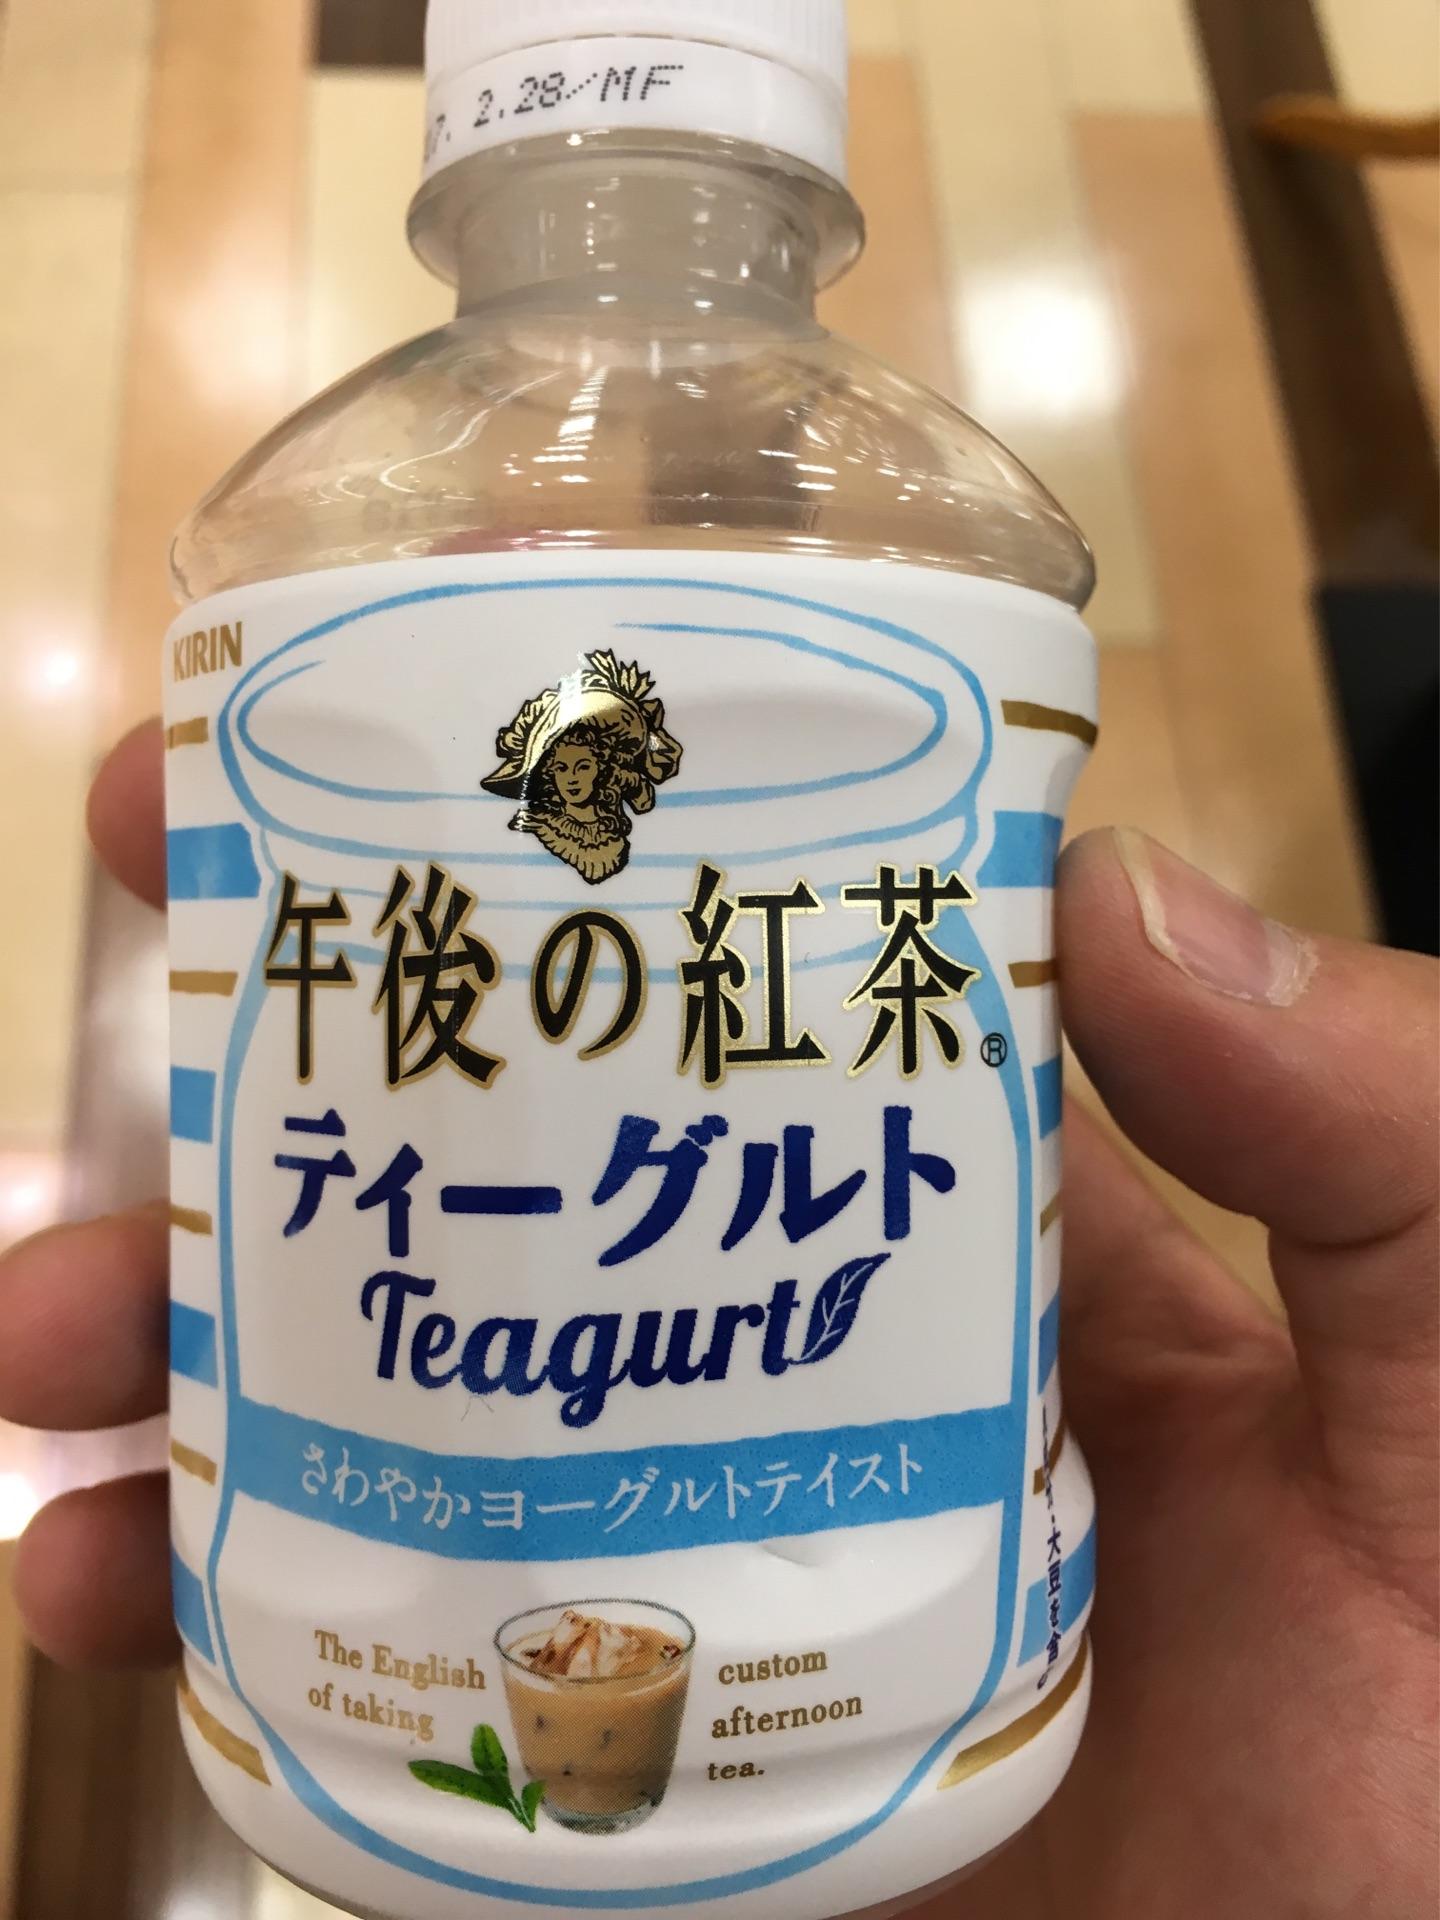 2.28/MF
KIRIN
午後の紅茶®
ティーグルト
Teagurt
さわやかヨーグルトテイスト
The English custom
of taking afternoon
tea.